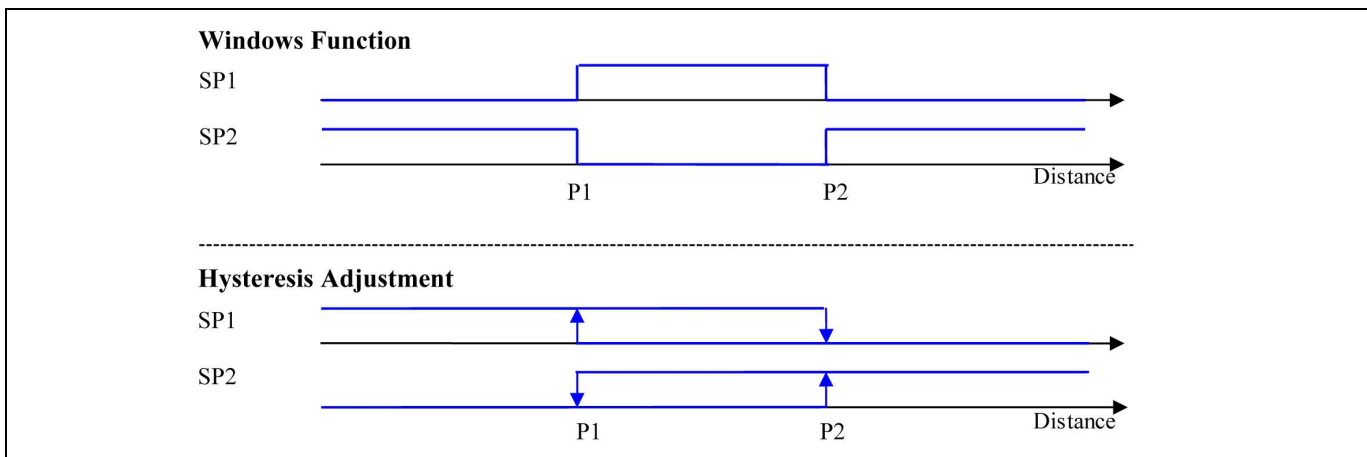 Windows Function
SP1
SP2
Distance
P1 P2
Hysteresis Adjustment
SP1
SP2
Distance
P1 P2